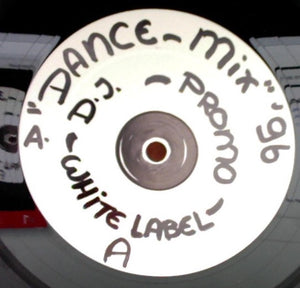 "DANCE-MIX" '96
A.
D.J. - PROMO
- WHITE LABEL -
A